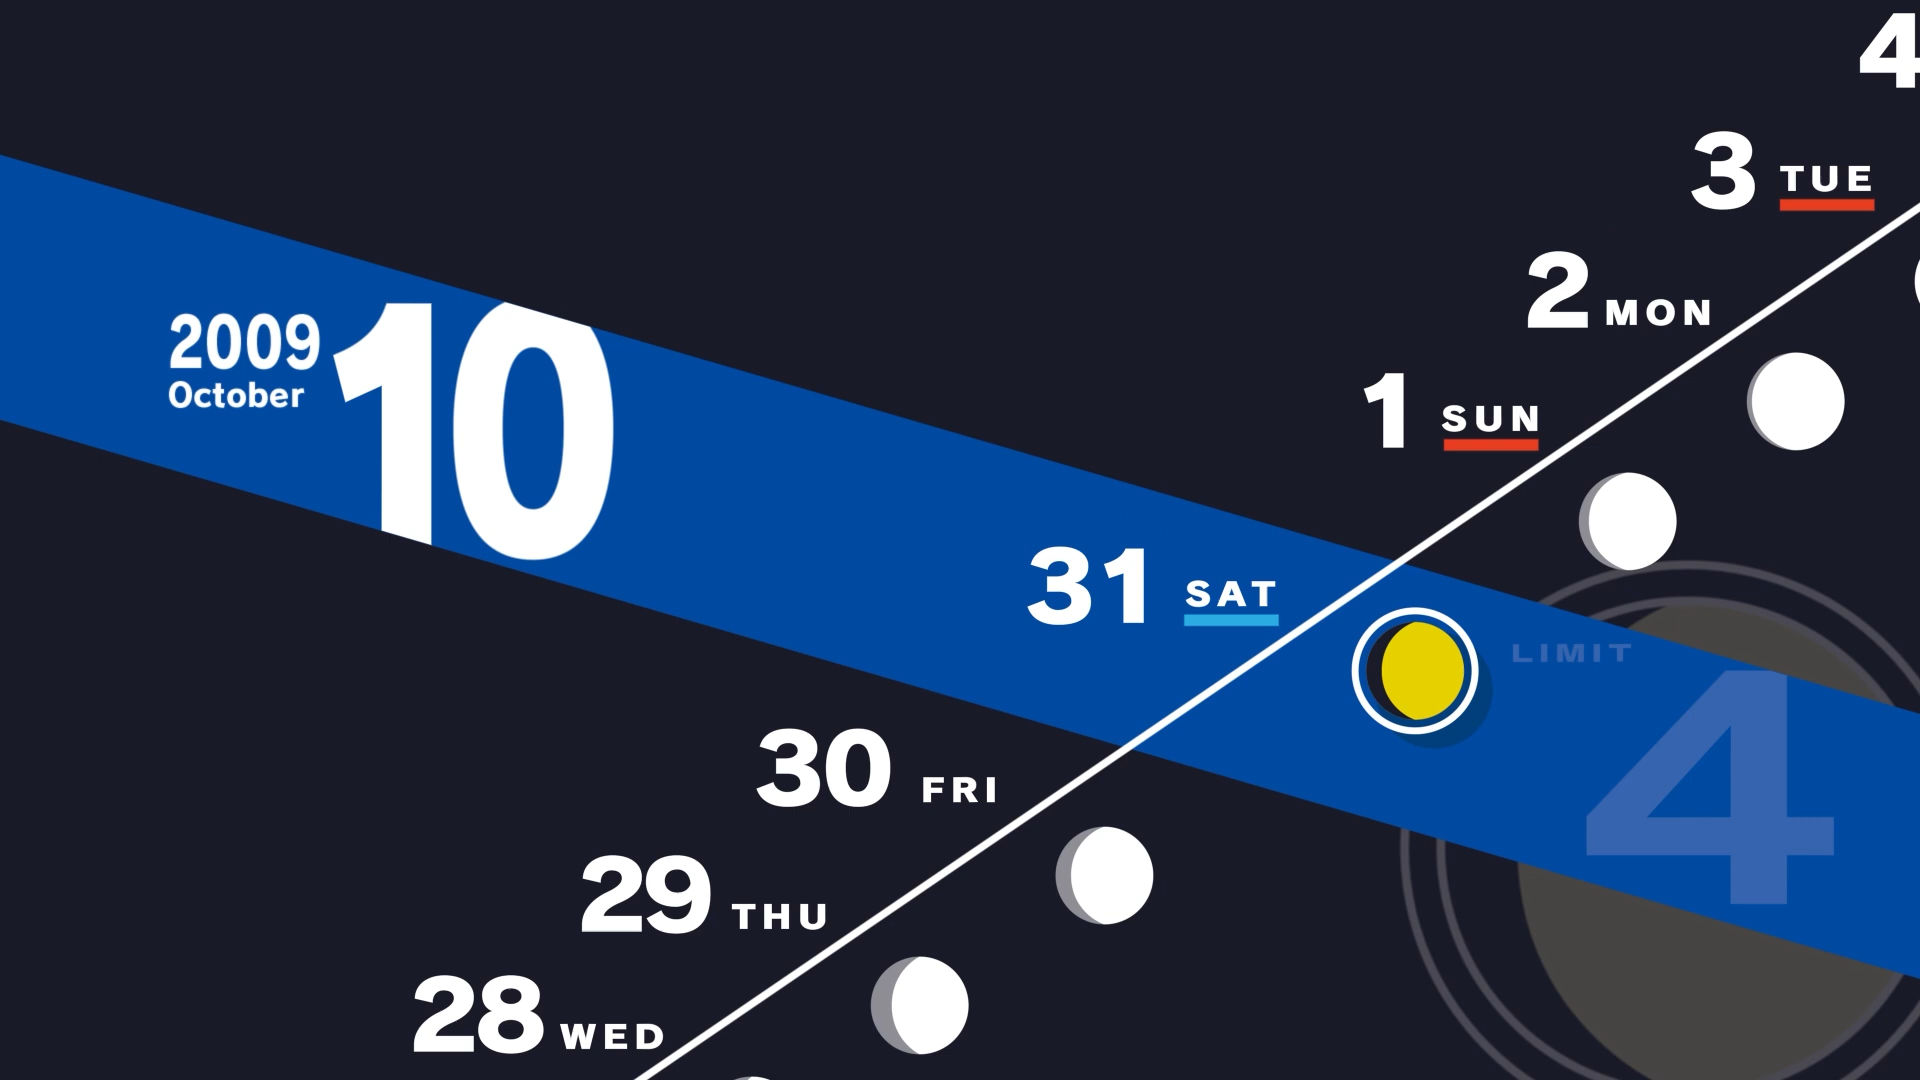 4
3 TUE
2 MON
1 SUN
2009
October
10
31 SAT
LIMIT
4
30 FRI
29 THU
28 WED